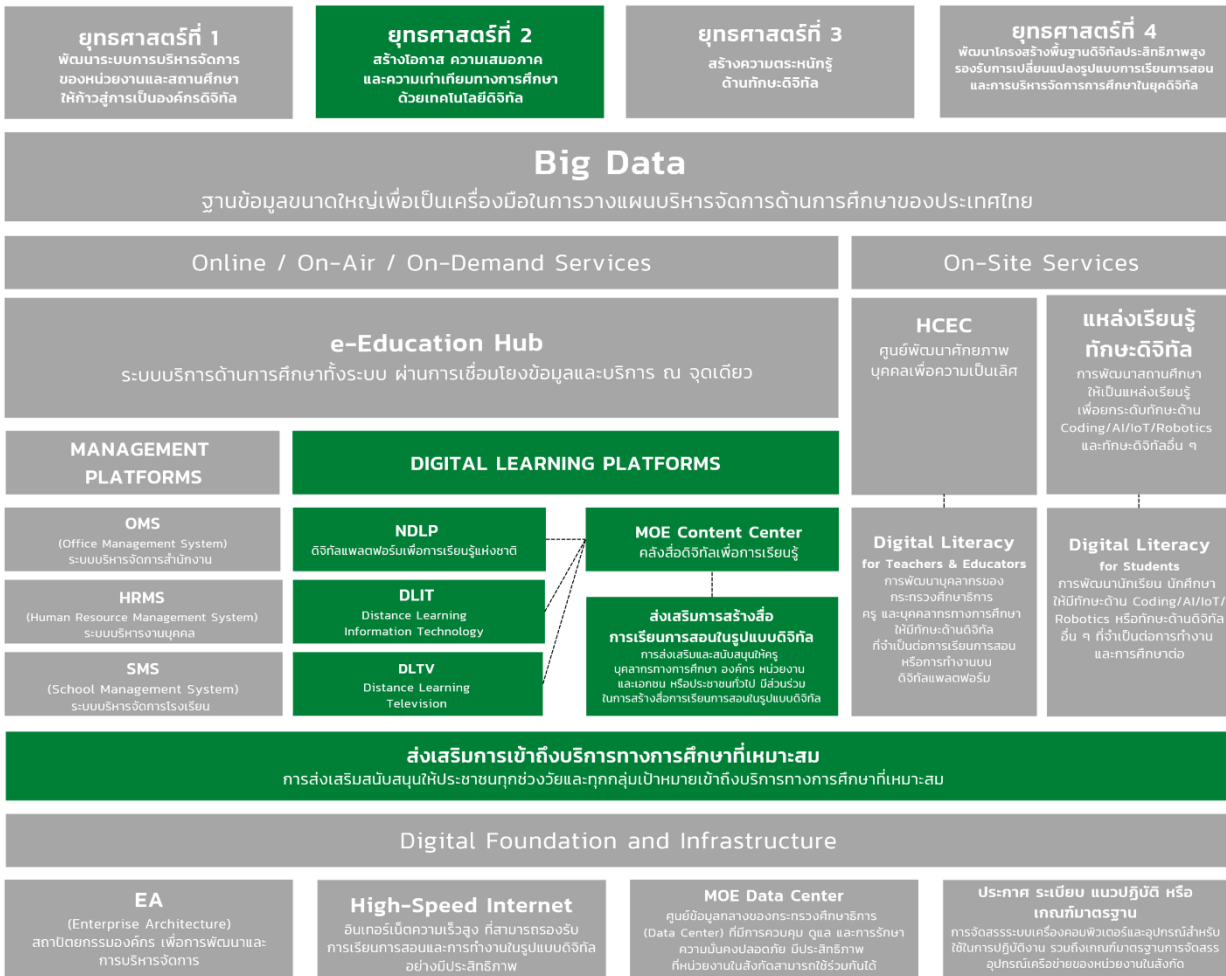 ยุทธศาสตร์ที่ 1
พัฒนาระบบการบริหารจัดการ
ของหน่วยงานและสถานศึกษา
ให้ก้าวสู่การเป็นองค์กรดิจิทัล
ยุทธศาสตร์ที่ 2
สร้างโอกาส ความเสมอภาค
และความเท่าเทียมทางการศึกษา
ด้วยเทคโนโลยีดิจิทัล
ยุทธศาสตร์ที่ 3
สร้างความตระหนักรู้
ด้านทักษะดิจิทัล
ยุทธศาสตร์ที่ 4
พัฒนาโครงสร้างพื้นฐานดิจิทัลประสิทธิภาพสูง
รองรับการเปลี่ยนแปลงรูปแบบการเรียนการสอน
และการบริหารจัดการการศึกษาในยุคดิจิทัล
Big Data
ฐานข้อมูลขนาดใหญ่เพื่อเป็นเครื่องมือในการวางแผนบริหารจัดการด้านการศึกษาของประเทศไทย
Online / On-Air / On-Demand Services
On-Site Services
e-Education Hub
ระบบบริการด้านการศึกษาทั้งระบบ ผ่านการเชื่อมโยงข้อมูลและบริการ ณ จุดเดียว
HCEC
ศูนย์พัฒนาศักยภาพ
บุคคลเพื่อความเป็นเลิศ
แหล่งเรียนรู้
ทักษะดิจิทัล
การพัฒนาสถานศึกษา
ให้เป็นแหล่งเรียนรู้
เพื่อยกระดับทักษะด้าน
Coding/AI/IoT/Robotics
และทักษะดิจิทัลอื่น ๆ
MANAGEMENT
PLATFORMS
DIGITAL LEARNING PLATFORMS
OMS
(Office Management System)
ระบบบริหารจัดการสำนักงาน
HRMS
(Human Resource Management System)
ระบบบริหารงานบุคคล
SMS
(School Management System)
ระบบบริหารจัดการโรงเรียน
NDLP
ดิจิทัลแพลตฟอร์มเพื่อการเรียนรู้แห่งชาติ
DLIT
Distance Learning
Information Technology
DLTV
Distance Learning
Television
MOE Content Center
คลังสื่อดิจิทัลเพื่อการเรียนรู้
ส่งเสริมการสร้างสื่อ
การเรียนการสอนในรูปแบบดิจิทัล
การส่งเสริมและสนับสนุนให้ครู
บุคลากรทางการศึกษา องค์กร หน่วยงาน
และเอกชน หรือประชาชนทั่วไป มีส่วนร่วม
ในการสร้างสื่อการเรียนการสอนในรูปแบบดิจิทัล
Digital Literacy
for Teachers & Educators
การพัฒนาบุคลากรของ
กระทรวงศึกษาธิการ
ครู และบุคคลากรทางการศึกษา
ให้มีทักษะด้านดิจิทัล
ที่จำเป็นต่อการเรียนการสอน
หรือการทำงานบน
ดิจิทัลแพลตฟอร์ม
Digital Literacy
for Students
การพัฒนานักเรียน นักศึกษา
ให้มีทักษะด้าน Coding/AI/IoT/
Robotics หรือทักษะด้านดิจิทัล
อื่น ๆ ที่จำเป็นต่อการทำงาน
และการศึกษาต่อ
ส่งเสริมการเข้าถึงบริการทางการศึกษาที่เหมาะสม
การส่งเสริมสนับสนุนให้ประชาชนทุกช่วงวัยและทุกกลุ่มเป้าหมายเข้าถึงบริการทางการศึกษาที่เหมาะสม
Digital Foundation and Infrastructure
EA
(Enterprise Architecture)
สถาปัตยกรรมองค์กร เพื่อการพัฒนาและ
การบริหารจัดการ
High-Speed Internet
อินเทอร์เน็ตความเร็วสูง ที่สามารถรองรับ
การเรียนการสอนและการทำงานในรูปแบบดิจิทัล
อย่างมีประสิทธิภาพ
MOE Data Center
ศูนย์ข้อมูลกลางของกระทรวงศึกษาธิการ
(Data Center) ที่มีการควบคุม ดูแล และการรักษา
ความมั่นคงปลอดภัย มีประสิทธิภาพ
ที่หน่วยงานในสังกัดสามารถใช้ร่วมกันได้
ประกาศ ระเบียบ แนวปฏิบัติ หรือ
เกณฑ์มาตรฐาน
การจัดสรรระบบเครื่องคอมพิวเตอร์และอุปกรณ์สำหรับ
ใช้ในการปฏิบัติงาน รวมถึงเกณฑ์มาตรฐานการจัดสรร
อุปกรณ์เครือข่ายของหน่วยงานในสังกัด